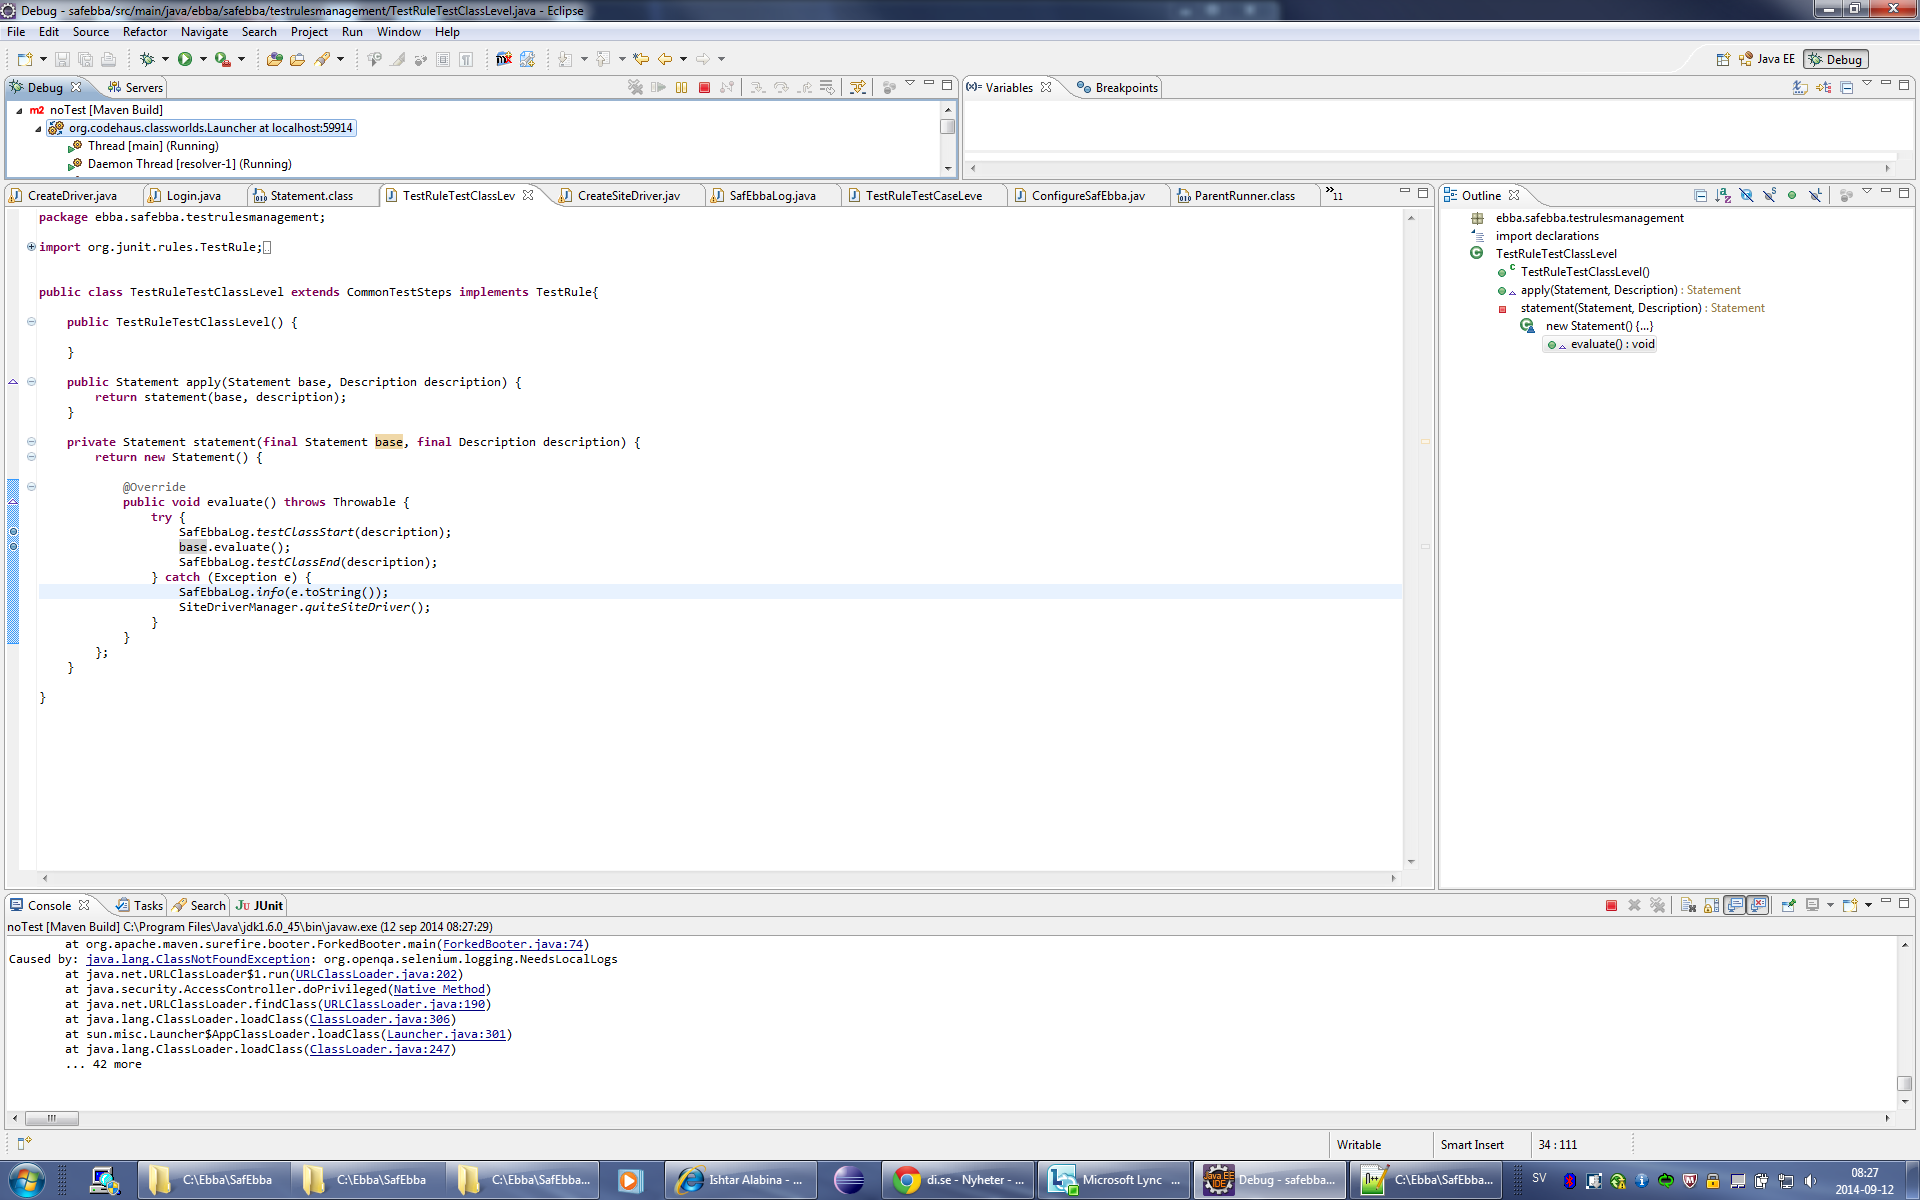 Debug - safebba/src/main/java/ebba/safebba/testrulesmanagement/TestRuleTestClassLevel.java - Eclipse
File Edit Source Refactor Navigate Search Project Run Window Help
Java EE Debug
Debug Servers
noTest [Maven Build]
org.codehaus.classworlds.Launcher at localhost:59914
Thread [main] (Running)
Daemon Thread [resolver-1] (Running)
(x)= Variables Breakpoints
CreateDriver.java Login.java Statement.class TestRuleTestClassLev CreateSiteDriver.jav SafEbbaLog.java TestRuleTestCaseLeve ConfigureSafEbba.jav ParentRunner.class »11
package ebba.safebba.testrulesmanagement;
import org.junit.rules.TestRule;
public class TestRuleTestClassLevel extends CommonTestSteps implements TestRule{
public TestRuleTestClassLevel() {
}
public Statement apply(Statement base, Description description) {
return statement(base, description);
}
private Statement statement(final Statement base, final Description description) {
return new Statement() {
@Override
public void evaluate() throws Throwable {
try {
SafEbbaLog.testClassStart(description);
base.evaluate();
SafEbbaLog.testClassEnd(description);
} catch (Exception e) {
SafEbbaLog.info(e.toString());
SiteDriverManager.quiteSiteDriver();
}
}
};
}
}
Outline
ebba.safebba.testrulesmanagement
import declarations
TestRuleTestClassLevel
TestRuleTestClassLevel()
apply(Statement, Description) : Statement
statement(Statement, Description) : Statement
new Statement() {...}
evaluate() : void
Console Tasks Search JUnit
noTest [Maven Build] C:\Program Files\Java\jdk1.6.0_45\bin\javaw.exe (12 sep 2014 08:27:29)
at org.apache.maven.surefire.booter.ForkedBooter.main(ForkedBooter.java:74)
Caused by: java.lang.ClassNotFoundException: org.openqa.selenium.logging.NeedsLocalLogs
at java.net.URLClassLoader$1.run(URLClassLoader.java:202)
at java.security.AccessController.doPrivileged(Native Method)
at java.net.URLClassLoader.findClass(URLClassLoader.java:190)
at java.lang.ClassLoader.loadClass(ClassLoader.java:306)
at sun.misc.Launcher$AppClassLoader.loadClass(Launcher.java:301)
at java.lang.ClassLoader.loadClass(ClassLoader.java:247)
... 42 more
Writable Smart Insert 34 : 111
C:\Ebba\SafEbba C:\Ebba\SafEbba C:\Ebba\SafEbba... Ishtar Alabina - ... di.se - Nyheter - ... Microsoft Lync ... Debug - safebba... C:\Ebba\SafEbba... SV 08:27
2014-09-12